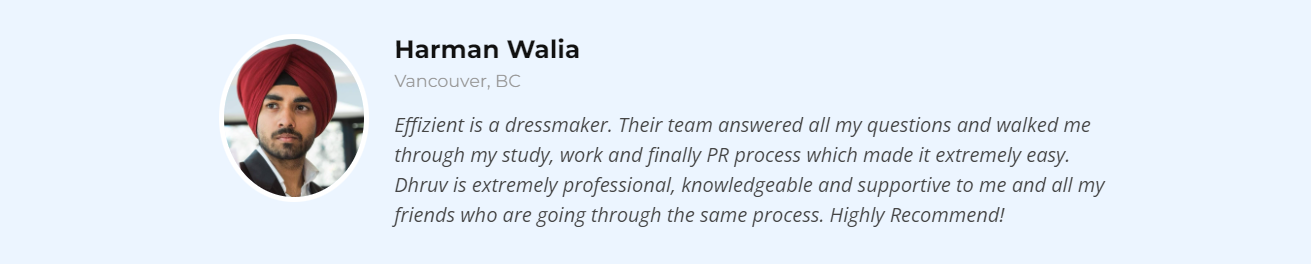 Harman Walia
Vancouver, BC
Effizient is a dressmaker. Their team answered all my questions and walked me
through my study, work and finally PR process which made it extremely easy.
Dhruv is extremely professional, knowledgeable and supportive to me and all my
friends who are going through the same process. Highly Recommend!